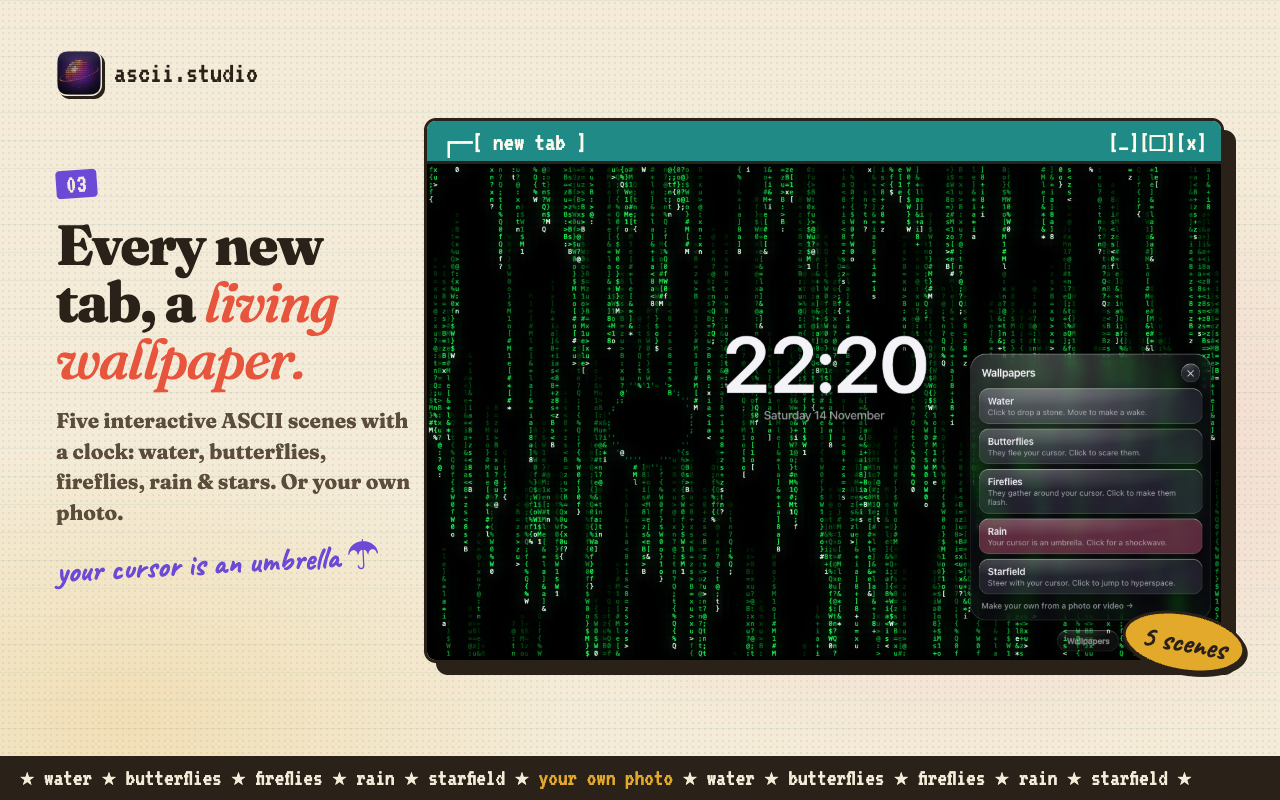 ascii.studio
03
Every new
tab, a living
wallpaper.
Five interactive ASCII scenes with
a clock: water, butterflies,
fireflies, rain & stars. Or your own
photo.
your cursor is an umbrella
[ new tab ]
[_][□][x]
22:20
Saturday 14 November
Wallpapers
Water
Click to drop a stone. Move to make a wake.
Butterflies
They flee your cursor. Click to scare them.
Fireflies
They gather around your cursor. Click to make them
flash.
Rain
Your cursor is an umbrella. Click for a shockwave.
Starfield
Steer with your cursor. Click to jump to hyperspace.
Make your own from a photo or video →
Wallpapers
5 scenes
★ water ★ butterflies ★ fireflies ★ rain ★ starfield ★ your own photo ★ water ★ butterflies ★ fireflies ★ rain ★ starfield ★